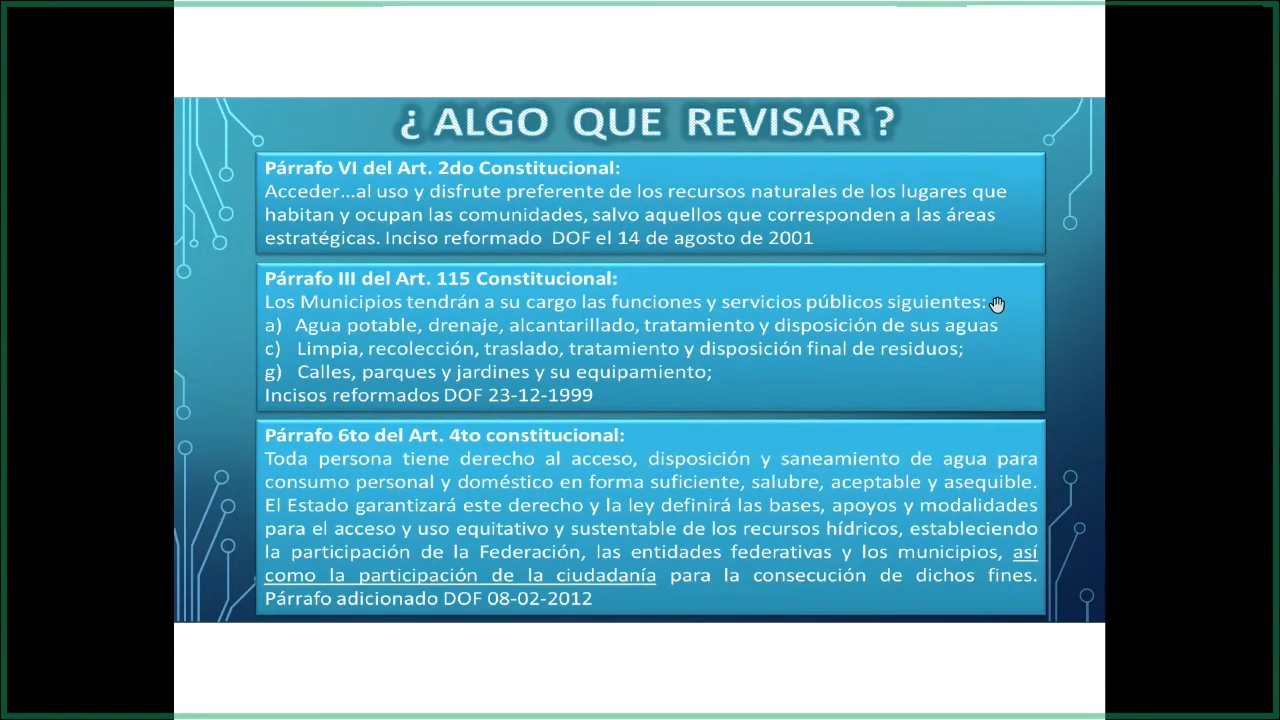 ¿ ALGO QUE REVISAR ?
Párrafo VI del Art. 2do Constitucional:
Acceder...al uso y disfrute preferente de los recursos naturales de los lugares que
habitan y ocupan las comunidades, salvo aquellos que corresponden a las áreas
estratégicas. Inciso reformado DOF el 14 de agosto de 2001
Párrafo III del Art. 115 Constitucional:
Los Municipios tendrán a su cargo las funciones y servicios públicos siguientes:
a) Agua potable, drenaje, alcantarillado, tratamiento y disposición de sus aguas
c) Limpia, recolección, traslado, tratamiento y disposición final de residuos;
g) Calles, parques y jardines y su equipamiento;
Incisos reformados DOF 23-12-1999
Párrafo 6to del Art. 4to constitucional:
Toda persona tiene derecho al acceso, disposición y saneamiento de agua para
consumo personal y doméstico en forma suficiente, salubre, aceptable y asequible.
El Estado garantizará este derecho y la ley definirá las bases, apoyos y modalidades
para el acceso y uso equitativo y sustentable de los recursos hídricos, estableciendo
la participación de la Federación, las entidades federativas y los municipios, así
como la participación de la ciudadanía para la consecución de dichos fines.
Párrafo adicionado DOF 08-02-2012